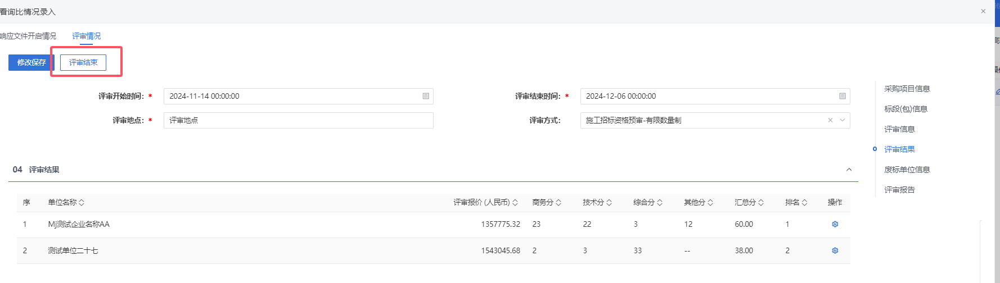 看询比情况录入
响应文件开启情况 评审情况
修改保存 评审结束
评审开始时间： * 2024-11-14 00:00:00 评审结束时间： * 2024-12-06 00:00:00
评审地点： * 评审地点 评审方式： 施工招标资格预审-有限数量制
采购项目信息
标段(包)信息
评审信息
评审结果
废标单位信息
评审报告
04 评审结果
序 单位名称 评审报价 (人民币) 商务分 技术分 综合分 其他分 汇总分 排名 操作
1 Mj测试企业名称AA 1357775.32 23 22 3 12 60.00 1
2 测试单位二十七 1543045.68 2 3 33 -- 38.00 2